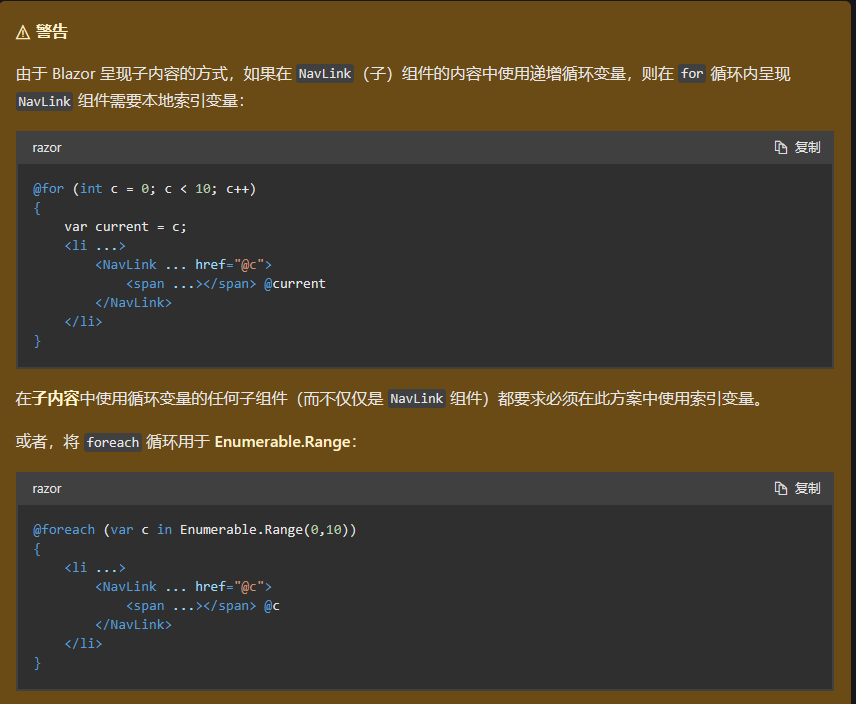 ⚠ 警告
由于 Blazor 呈现子内容的方式，如果在 NavLink（子）组件的内容中使用递增循环变量，则在 for 循环内呈现
NavLink 组件需要本地索引变量：
razor 复制
@for (int c = 0; c < 10; c++)
{
    var current = c;
    <li ...>
        <NavLink ... href="@c">
            <span ...></span> @current
        </NavLink>
    </li>
}
在子内容中使用循环变量的任何子组件（而不仅仅是 NavLink 组件）都要求必须在此方案中使用索引变量。
或者，将 foreach 循环用于 Enumerable.Range：
razor 复制
@foreach (var c in Enumerable.Range(0,10))
{
    <li ...>
        <NavLink ... href="@c">
            <span ...></span> @c
        </NavLink>
    </li>
}